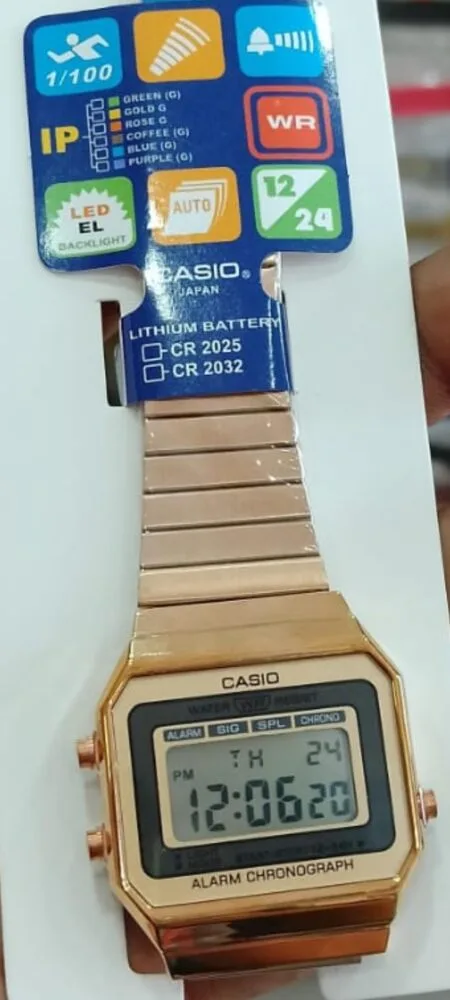 1/100
IP
GREEN (G)
GOLD G
ROSE G
COFFEE (G)
BLUE (G)
PURPLE (G)
WR
LED
EL
BACKLIGHT
AUTO
12
24
CASIO®
JAPAN
LITHIUM BATTERY
CR 2025
CR 2032
CASIO
WATER WR RESIST
ALARM SIG SPL CHRONO
TH 24
PM
12:06 20
ALARM CHRONOGRAPH